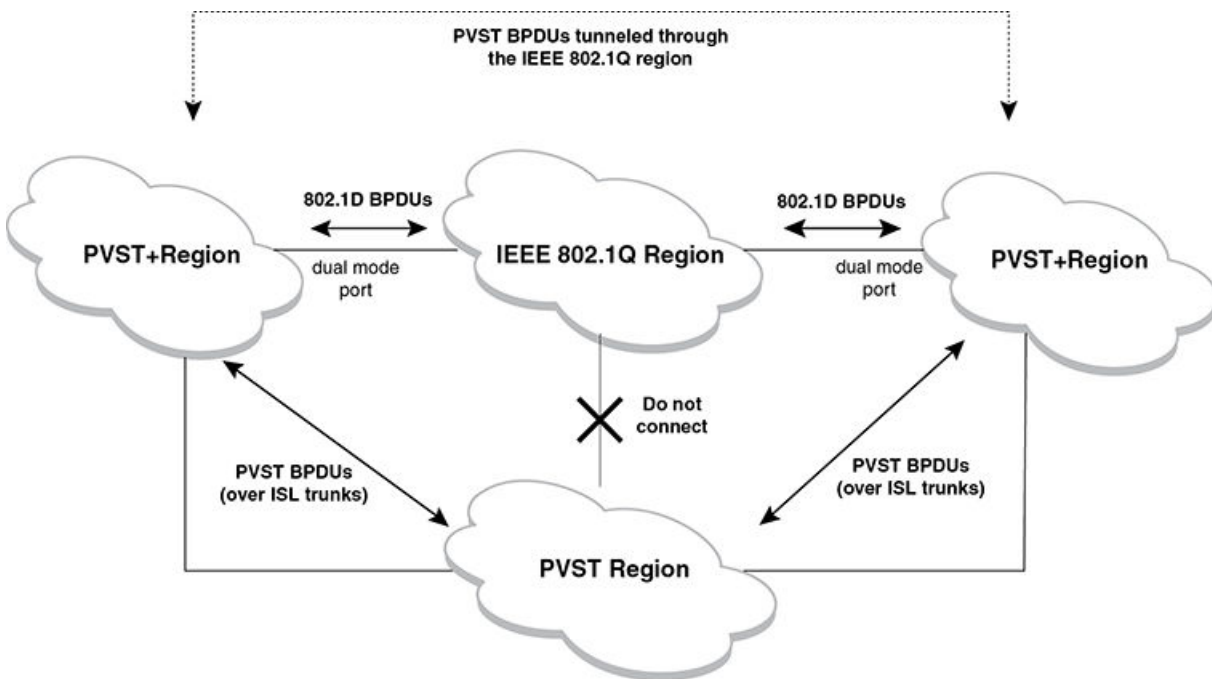 PVST BPDUs tunneled through
the IEEE 802.1Q region
802.1D BPDUs
802.1D BPDUs
PVST+Region
IEEE 802.1Q Region
PVST+Region
dual mode
port
dual mode
port
Do not
connect
PVST BPDUs
(over ISL trunks)
PVST BPDUs
(over ISL trunks)
PVST Region